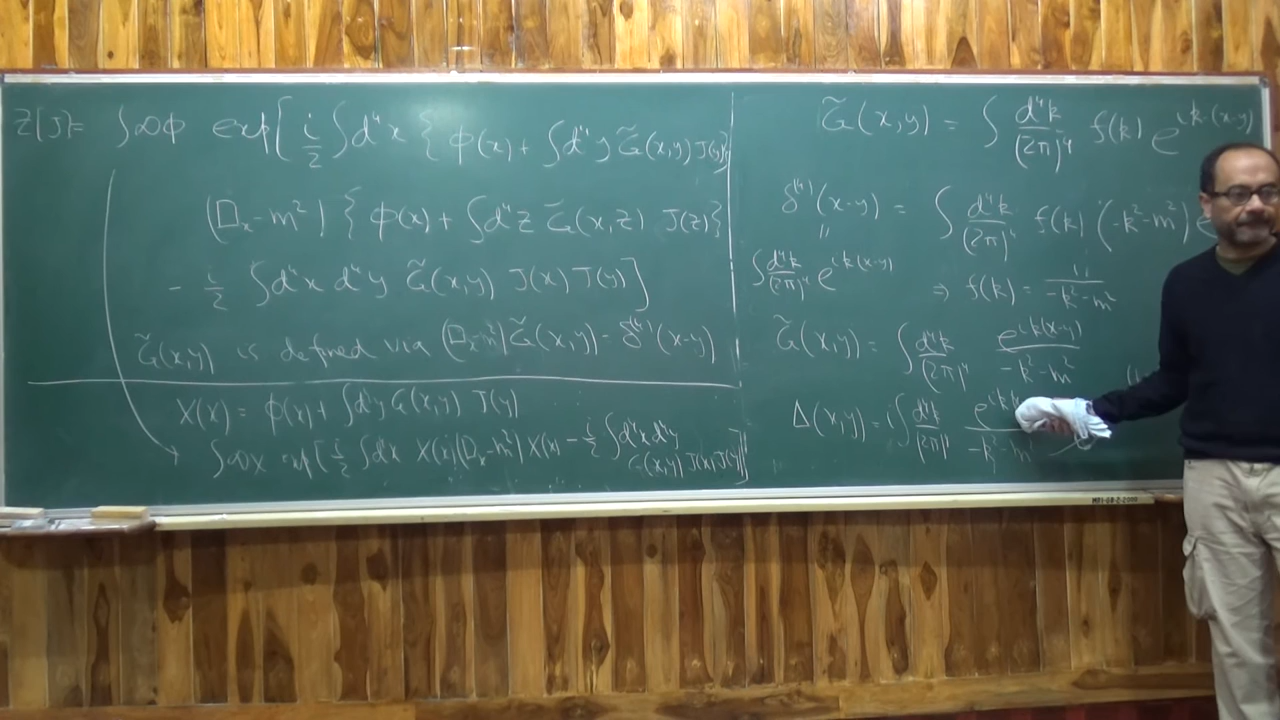 Z[J]= ∫𝒟φ exp[ i/2 ∫d⁴x { φ(x) + ∫d⁴y G̃(x,y) J(y)}
(□ₓ-m²) { φ(x) + ∫d⁴z G̃(x,z) J(z)}
- i/2 ∫d⁴x d⁴y G̃(x,y) J(x) J(y)]
G̃(x,y) is defined via (□ₓ-m²)G̃(x,y)=δ⁽⁴⁾(x-y)
X(x) = φ(x) + ∫d⁴y G(x,y) J(y)
∫𝒟X exp[ i/2 ∫d⁴x X(x)(□ₓ-m²) X(x) - i/2 ∫d⁴x d⁴y
G(x,y) J(x) J(y)]
G̃(x,y) = ∫ d⁴k/(2π)⁴ f(k) e^{ik·(x-y)}
δ⁽⁴⁾(x-y) = ∫ d⁴k/(2π)⁴ f(k) (-k²-m²) e
"
∫ d⁴k/(2π)⁴ e^{ik(x-y)} ⇒ f(k) = 1/(-k²-m²)
G̃(x,y) = ∫ d⁴k/(2π)⁴ e^{ik(x-y)}/(-k²-m²)
Δ(x,y) = i∫ d⁴k/(2π)⁴ e^{ik(x}/(-k²-m